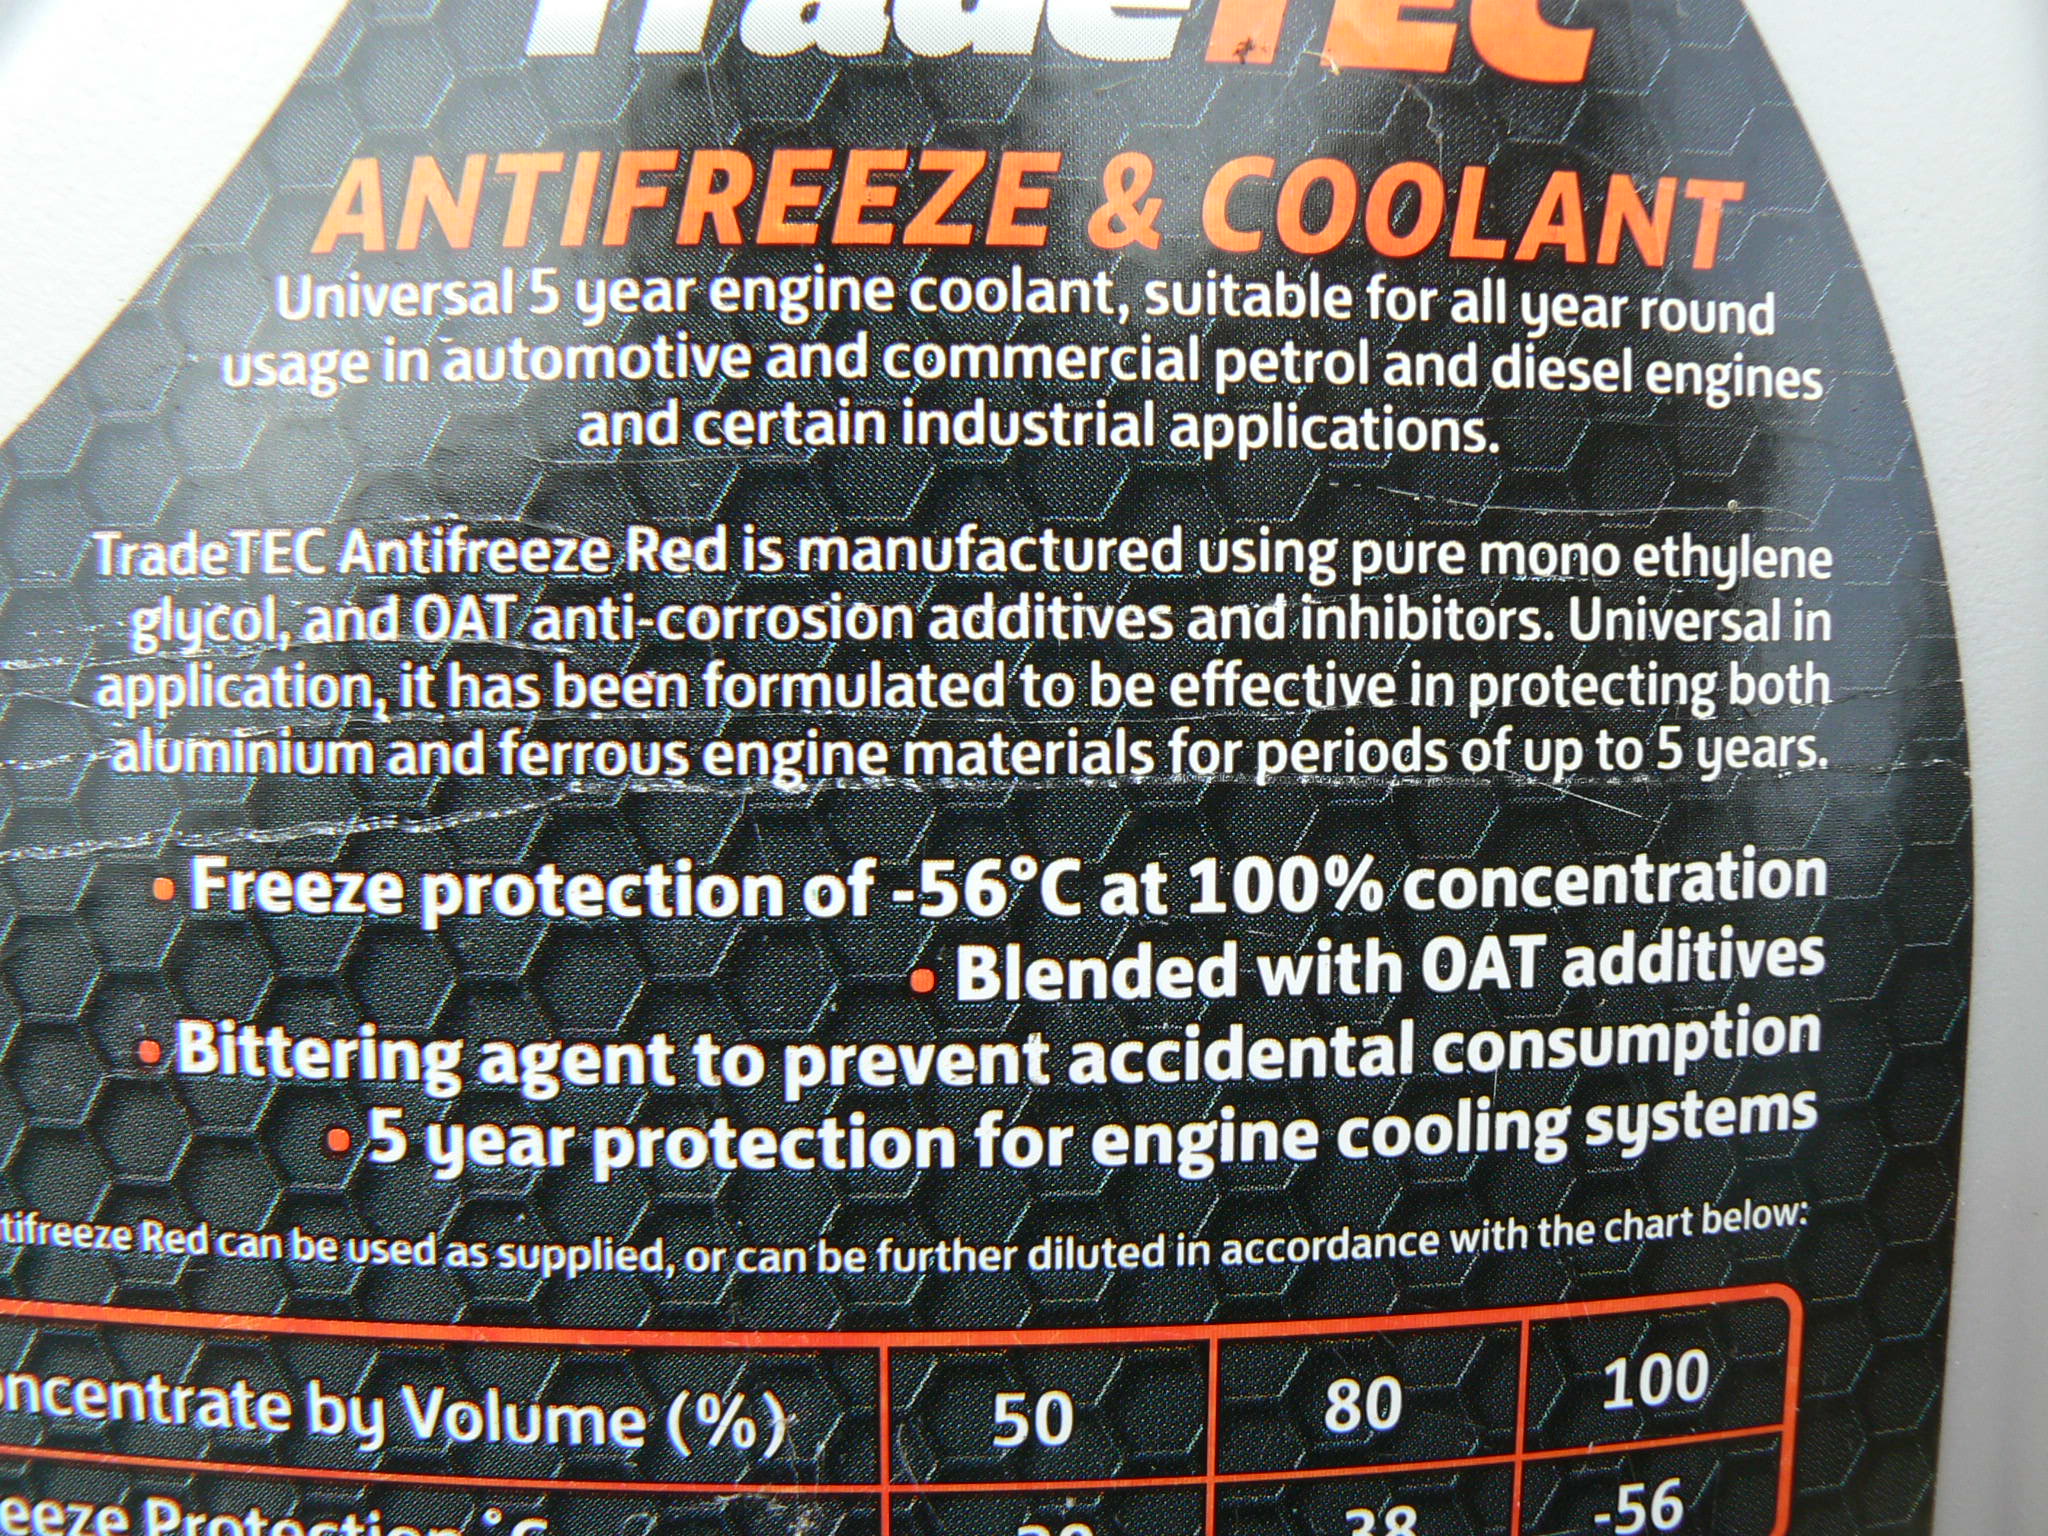 TradeTEC
ANTIFREEZE & COOLANT
Universal 5 year engine coolant, suitable for all year round
usage in automotive and commercial petrol and diesel engines
and certain industrial applications.
TradeTEC Antifreeze Red is manufactured using pure mono ethylene
glycol, and OAT anti-corrosion additives and inhibitors. Universal in
application, it has been formulated to be effective in protecting both
aluminium and ferrous engine materials for periods of up to 5 years.
• Freeze protection of -56°C at 100% concentration
• Blended with OAT additives
• Bittering agent to prevent accidental consumption
• 5 year protection for engine cooling systems
tifreeze Red can be used as supplied, or can be further diluted in accordance with the chart below:
ncentrate by Volume (%) 50 80 100
eeze Protection °C 38 -56